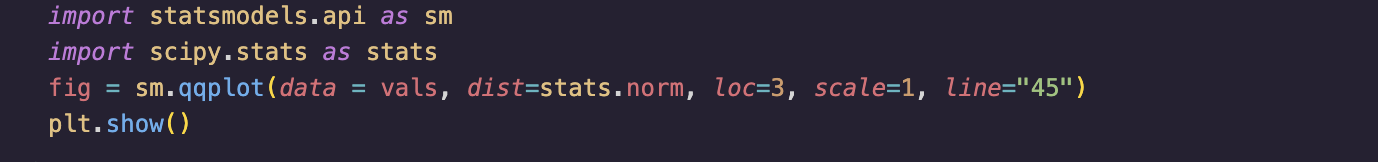 import statsmodels.api as sm
import scipy.stats as stats
fig = sm.qqplot(data = vals, dist=stats.norm, loc=3, scale=1, line="45")
plt.show()